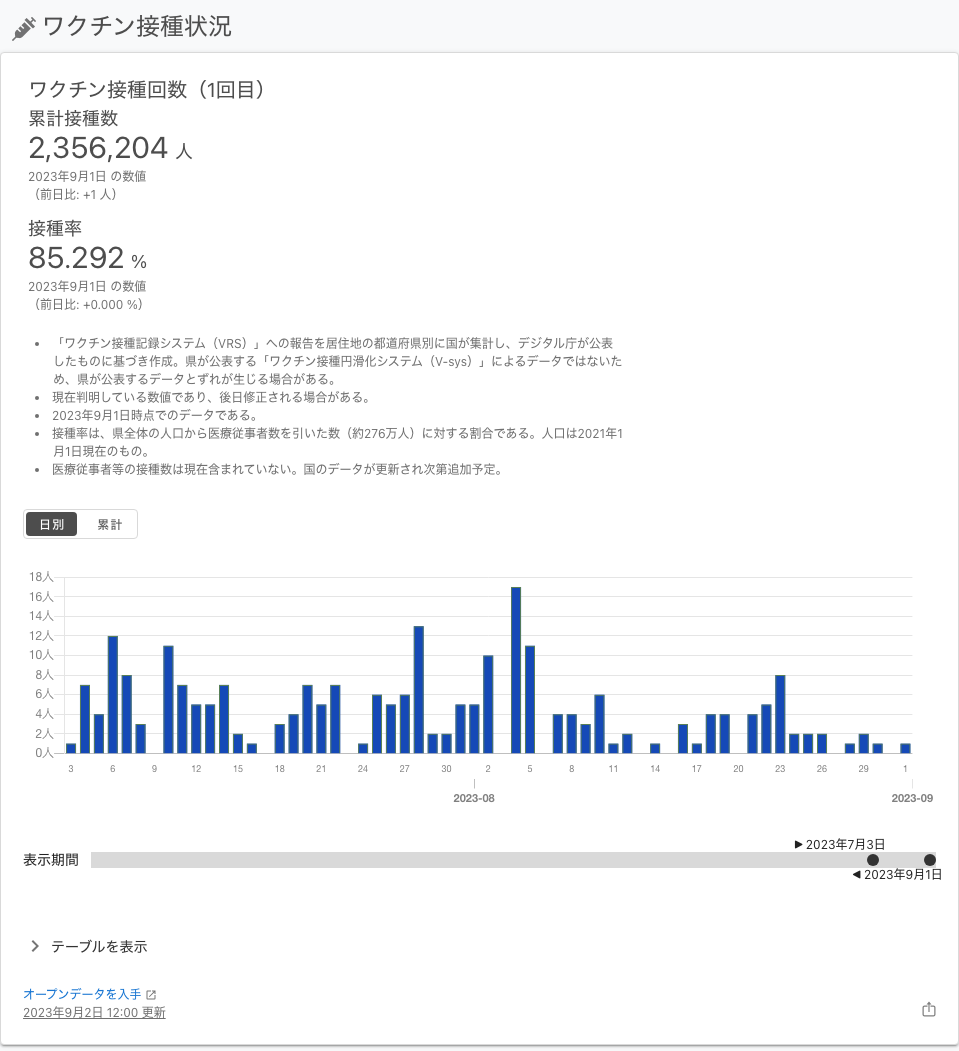 ワクチン接種状況
ワクチン接種回数（1回目）
累計接種数
2,356,204 人
2023年9月1日 の数値
（前日比: +1 人）
接種率
85.292 %
2023年9月1日 の数値
（前日比: +0.000 %）
• 「ワクチン接種記録システム（VRS）」への報告を居住地の都道府県別に国が集計し、デジタル庁が公表
したものに基づき作成。県が公表する「ワクチン接種円滑化システム（V-sys）」によるデータではないた
め、県が公表するデータとずれが生じる場合がある。
• 現在判明している数値であり、後日修正される場合がある。
• 2023年9月1日時点でのデータである。
• 接種率は、県全体の人口から医療従事者数を引いた数（約276万人）に対する割合である。人口は2021年1
月1日現在のもの。
• 医療従事者等の接種数は現在含まれていない。国のデータが更新され次第追加予定。
日別 累計
18人
16人
14人
12人
10人
8人
6人
4人
2人
0人
3 6 9 12 15 18 21 24 27 30 2 5 8 11 14 17 20 23 26 29 1
2023-08 2023-09
▶ 2023年7月3日
表示期間
◀ 2023年9月1日
テーブルを表示
オープンデータを入手
2023年9月2日 12:00 更新